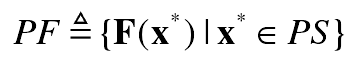 PF ≜ {F(x*) | x* ∈ PS}